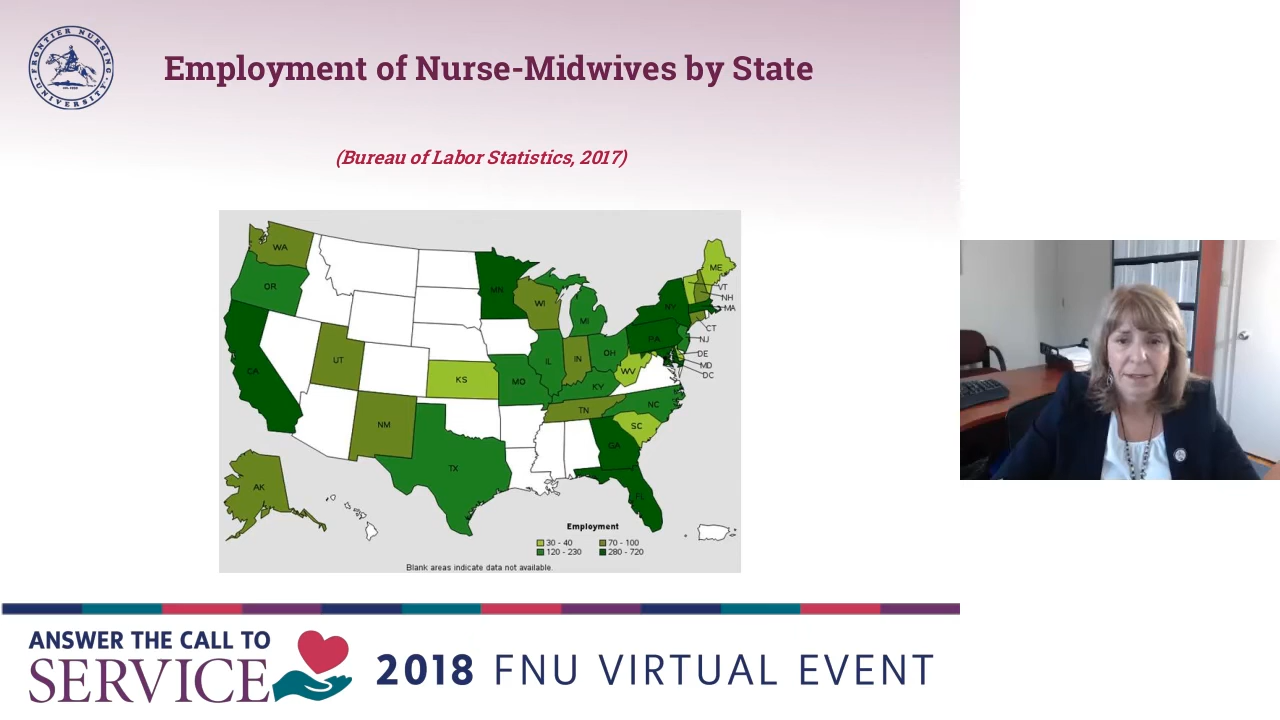 FRONTIER NURSING
UNIVERSITY
Employment of Nurse-Midwives by State
(Bureau of Labor Statistics, 2017)
WA
ME
OR
MN
VT
NH
MA
WI
NY
MI
CT
NJ
PA
DE
MD
DC
UT
IL
IN
OH
CA
KS
MO
WV
KY
NM
TN
NC
SC
TX
GA
AK
FL
Employment
30 - 40 70 - 100
120 - 230 280 - 720
Blank areas indicate data not available.
ANSWER THE CALL TO
SERVICE
2018 FNU VIRTUAL EVENT